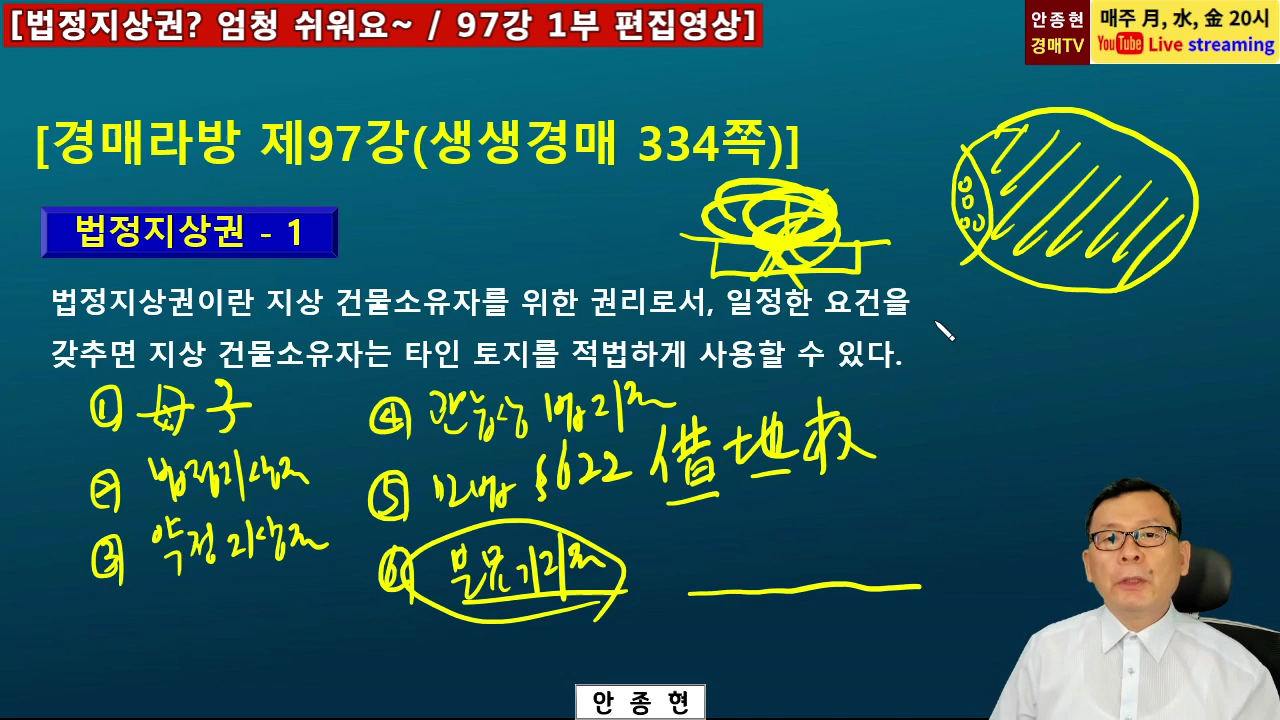 [법정지상권? 엄청 쉬워요~ / 97강 1부 편집영상]
안종현
경매TV
매주 月, 水, 金 20시
YouTube Live streaming
[경매라방 제97강(생생경매 334쪽)]
법정지상권 - 1
법정지상권이란 지상 건물소유자를 위한 권리로서, 일정한 요건을
갖추면 지상 건물소유자는 타인 토지를 적법하게 사용할 수 있다.
① 母子
② 법정지상권
③ 약정지상권
④ 관습상 법지권
⑤ 민법 §622 借地权
⑥ 분묘기지권
안 종 현